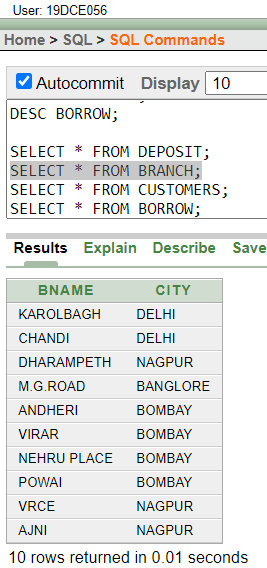 User: 19DCE056
Home > SQL > SQL Commands
Autocommit Display 10
DESC BORROW;
SELECT * FROM DEPOSIT;
SELECT * FROM BRANCH;
SELECT * FROM CUSTOMERS;
SELECT * FROM BORROW;
Results Explain Describe Save
BNAME CITY
KAROLBAGH DELHI
CHANDI DELHI
DHARAMPETH NAGPUR
M.G.ROAD BANGLORE
ANDHERI BOMBAY
VIRAR BOMBAY
NEHRU PLACE BOMBAY
POWAI BOMBAY
VRCE NAGPUR
AJNI NAGPUR
10 rows returned in 0.01 seconds